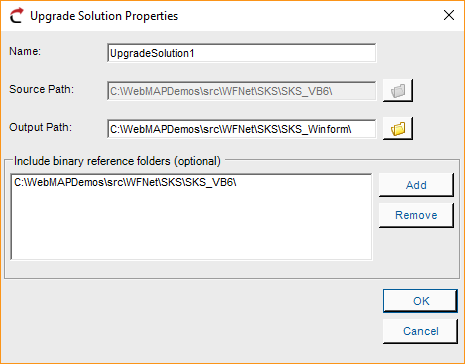 Upgrade Solution Properties
Name: UpgradeSolution1
Source Path: C:\WebMAPDemos\src\WFNet\SKS\SKS_VB6\
Output Path: C:\WebMAPDemos\src\WFNet\SKS\SKS_Winform\
Include binary reference folders (optional)
C:\WebMAPDemos\src\WFNet\SKS\SKS_VB6\
Add
Remove
OK
Cancel